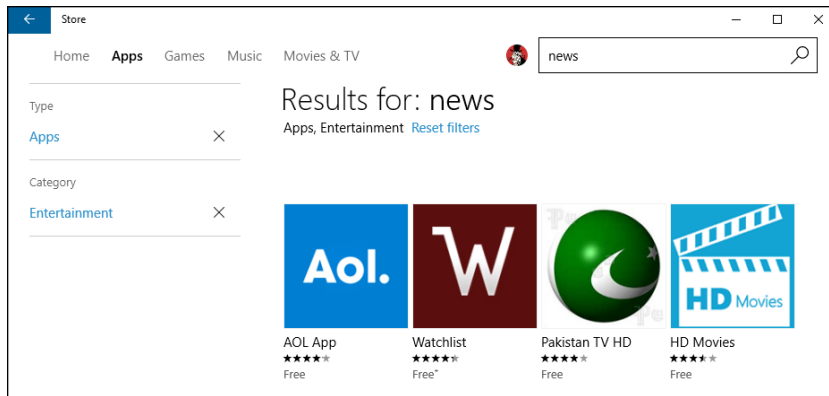 Store
Home Apps Games Music Movies & TV
news
Type
Apps
Category
Entertainment
Results for: news
Apps, Entertainment Reset filters
Aol.
W
HD Movies
AOL App
Free
Watchlist
Free*
Pakistan TV HD
Free
HD Movies
Free